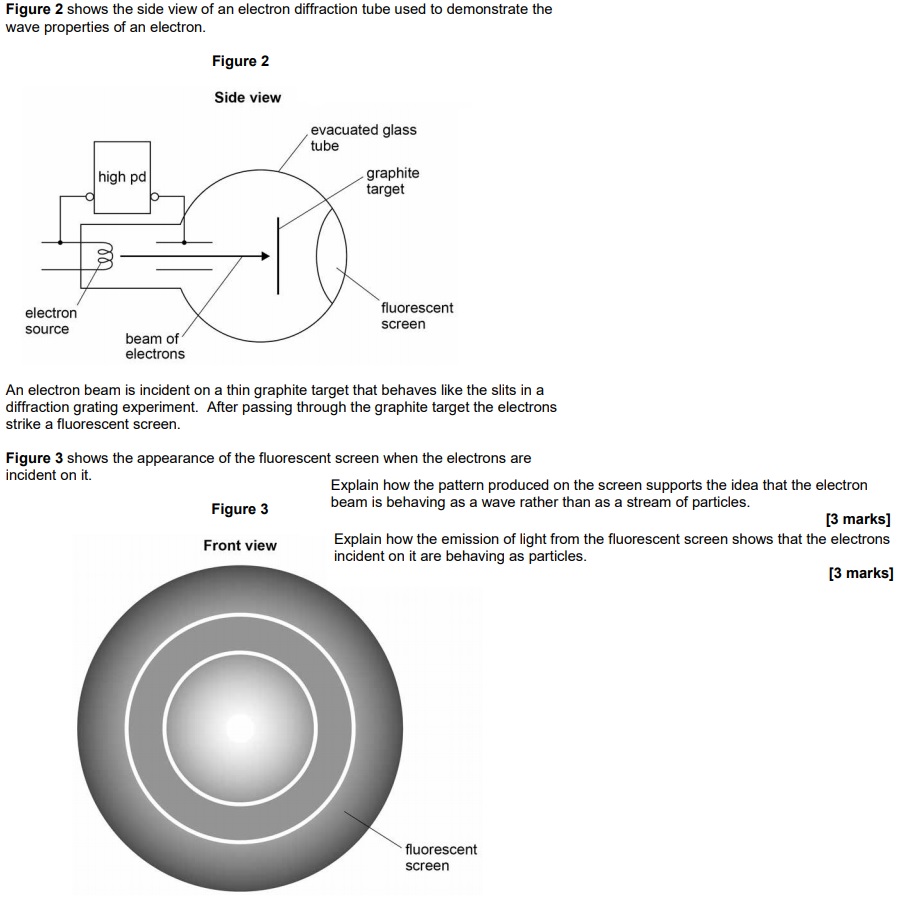 Figure 2 shows the side view of an electron diffraction tube used to demonstrate the
wave properties of an electron.
Figure 2
Side view
evacuated glass
tube
high pd
graphite
target
electron
source
fluorescent
screen
beam of
electrons
An electron beam is incident on a thin graphite target that behaves like the slits in a
diffraction grating experiment. After passing through the graphite target the electrons
strike a fluorescent screen.
Figure 3 shows the appearance of the fluorescent screen when the electrons are
incident on it.
Figure 3
Front view
Explain how the pattern produced on the screen supports the idea that the electron
beam is behaving as a wave rather than as a stream of particles.
[3 marks]
Explain how the emission of light from the fluorescent screen shows that the electrons
incident on it are behaving as particles.
[3 marks]
fluorescent
screen